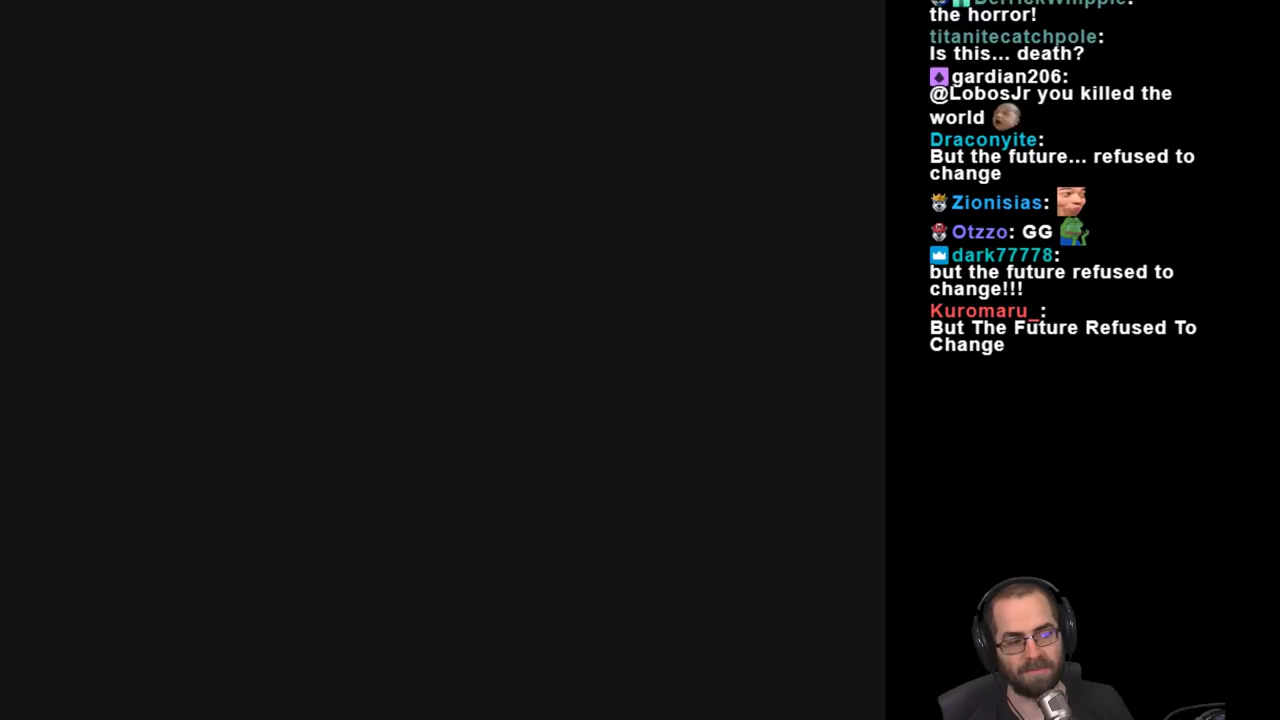 DerrickWhipple:
the horror!
titanitecatchpole:
Is this... death?
gardian206:
@LobosJr you killed the
world
Draconyite:
But the future... refused to
change
Zionisias:
Otzzo: GG
dark77778:
but the future refused to
change!!!
Kuromaru_:
But The Future Refused To
Change